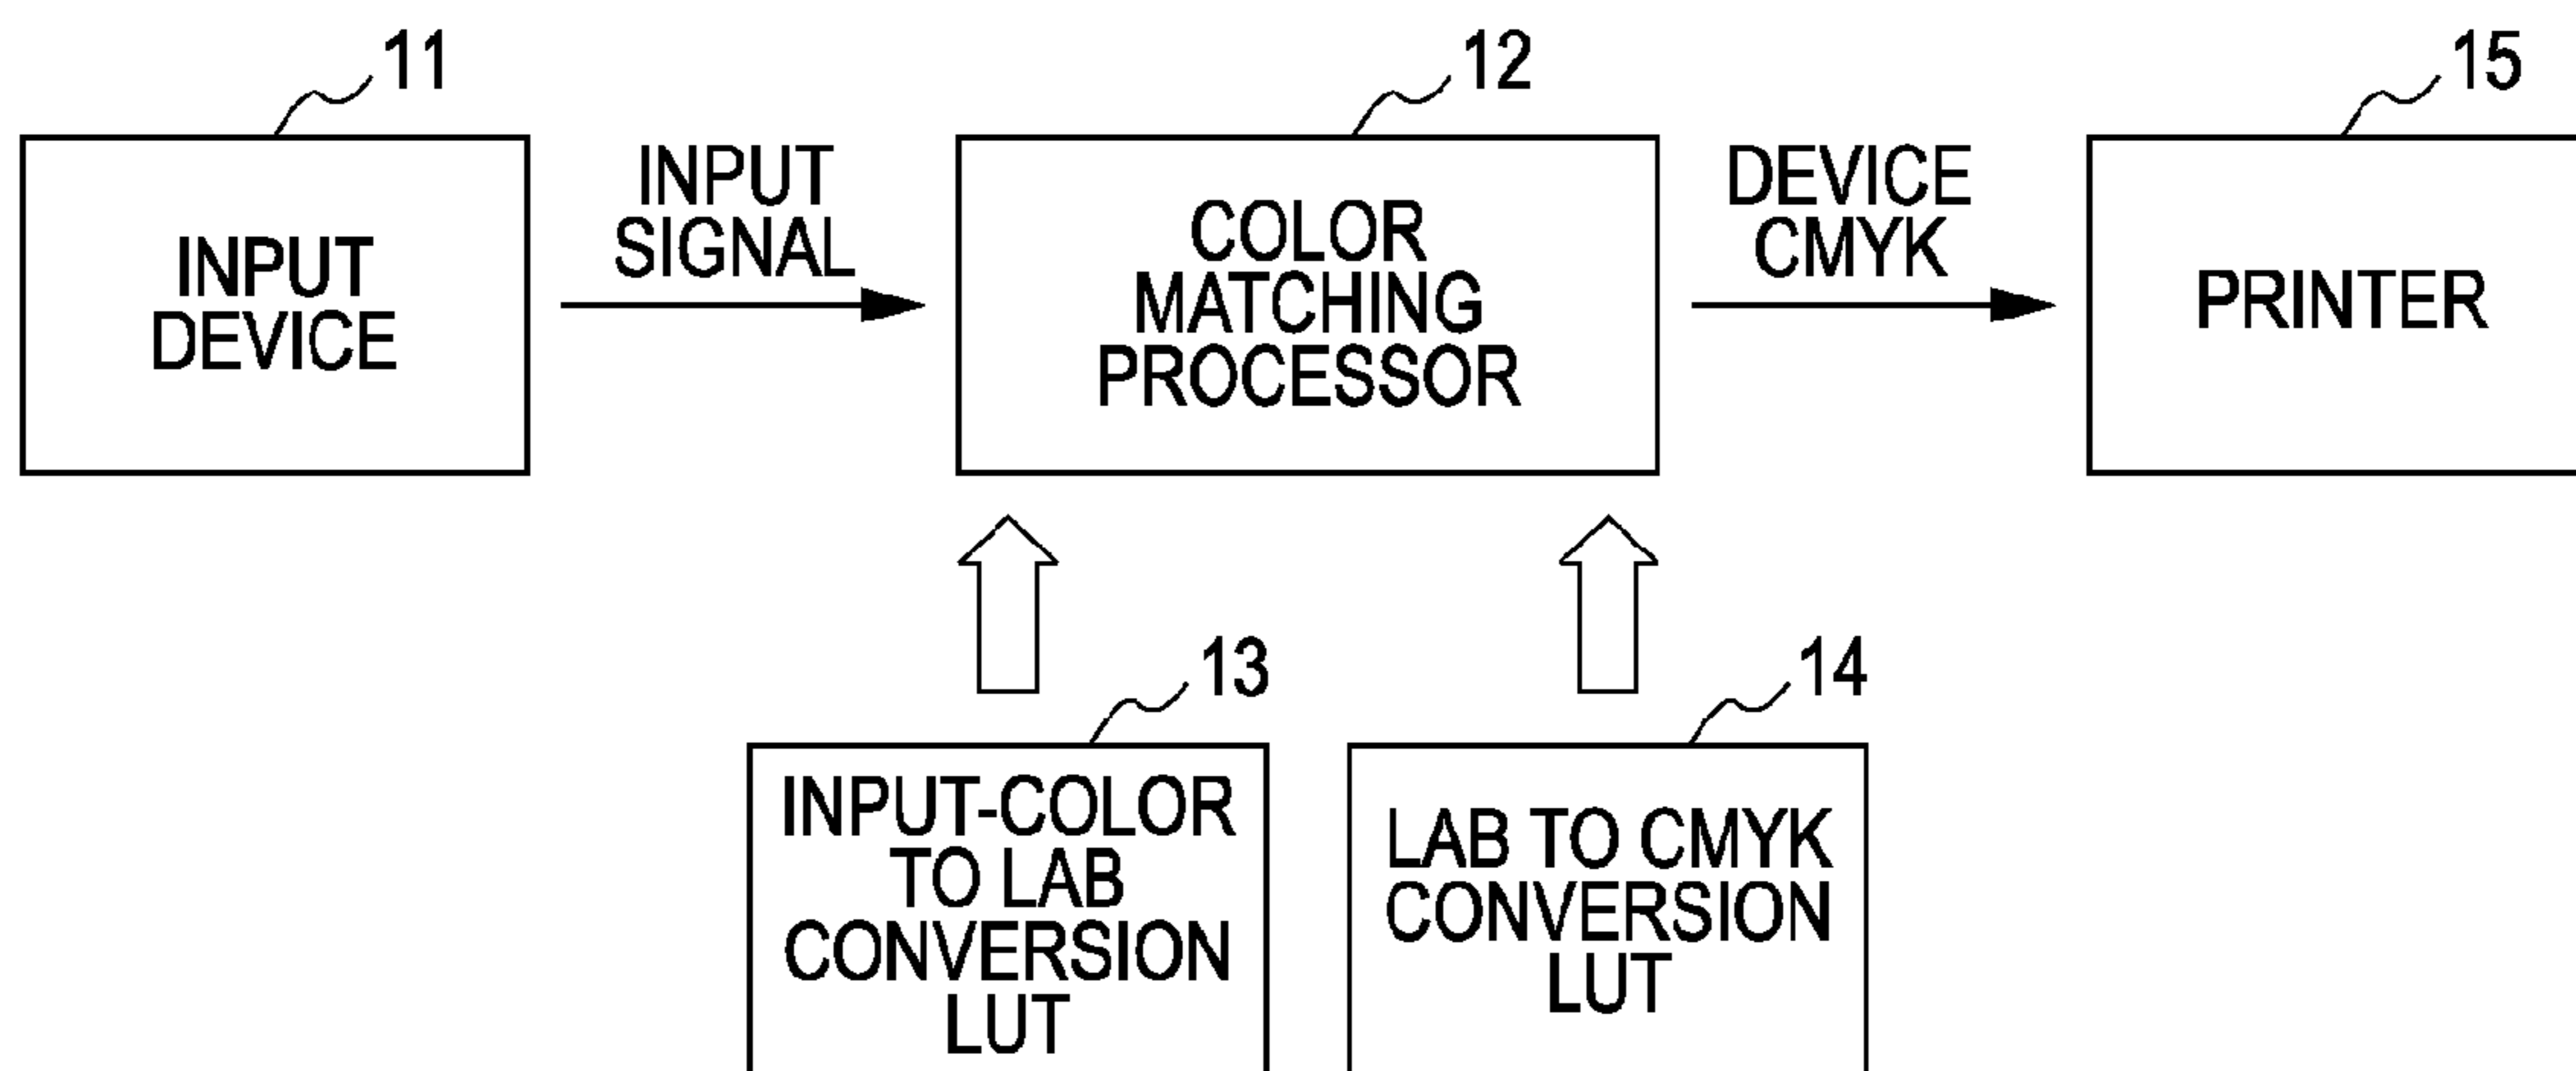 11
12
15
INPUT
DEVICE
INPUT
SIGNAL
COLOR
MATCHING
PROCESSOR
DEVICE
CMYK
PRINTER
13
14
INPUT-COLOR
TO LAB
CONVERSION
LUT
LAB TO CMYK
CONVERSION
LUT